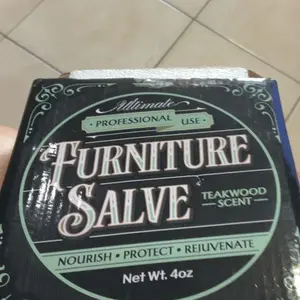 Ultimate
• PROFESSIONAL USE •
FURNITURE
SALVE
TEAKWOOD
— SCENT —
NOURISH • PROTECT • REJUVENATE
Net Wt. 4oz